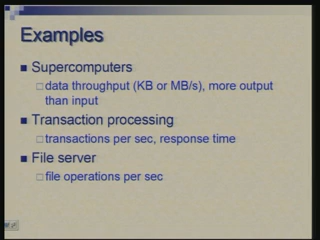 Examples
Supercomputers
data throughput (KB or MB/s), more output
than input
Transaction processing
transactions per sec, response time
File server
file operations per sec